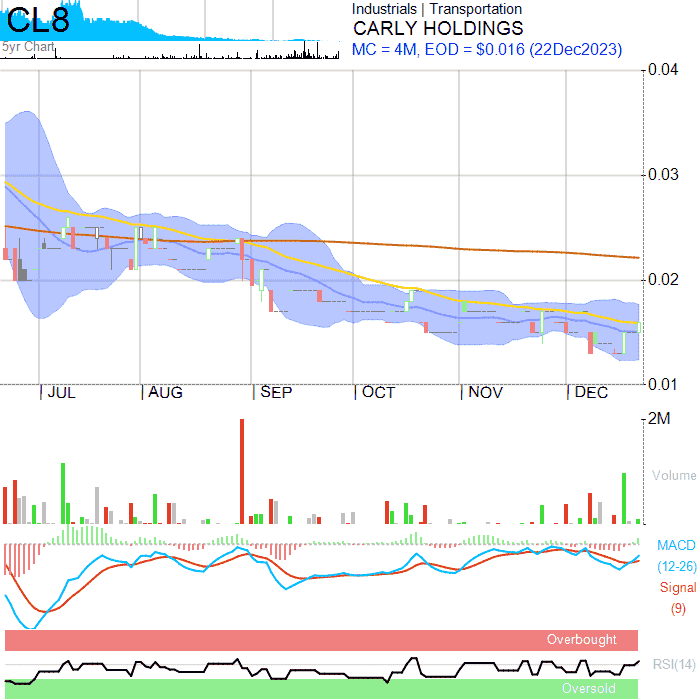 CL8
5yr Chart
Industrials | Transportation
CARLY HOLDINGS
MC = 4M, EOD = $0.016 (22Dec2023)
0.04
0.03
0.02
0.01
JUL AUG SEP OCT NOV DEC
2M
Volume
MACD
(12-26)
Signal
(9)
Overbought
RSI(14)
Oversold